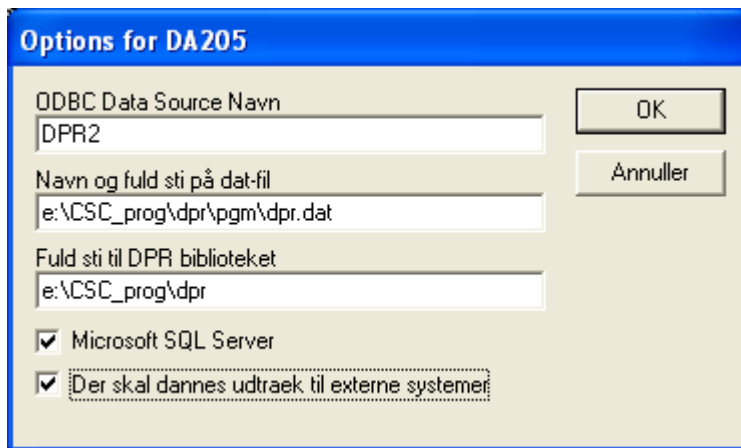 Options for DA205
ODBC Data Source Navn
DPR2
OK
Navn og fuld sti på dat-fil
e:\CSC_prog\dpr\pgm\dpr.dat
Annuller
Fuld sti til DPR biblioteket
e:\CSC_prog\dpr
Microsoft SQL Server
Der skal dannes udtraek til externe systemer